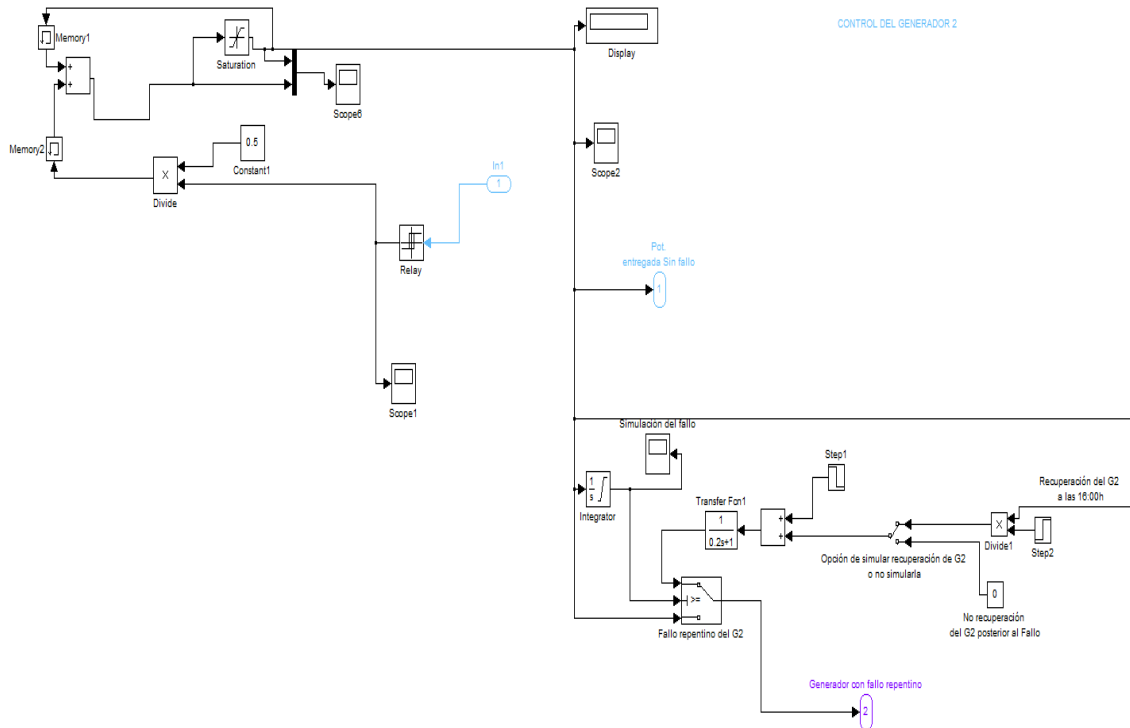 CONTROL DEL GENERADOR 2
Memory1
+
+
Saturation
Display
Scope6
Memory2
0.5
Constant1
X
Divide
Scope2
In1
1
Relay
Pot.
entregada Sin fallo
1
Scope1
Simulación del fallo
Step1
Recuperación del G2
a las 16:00h
1
s
Integrator
Transfer Fcn1
1
0.2s+1
+
+
X
Divide1
Step2
Opción de simular recuperación de G2
o no simularla
0
No recuperación
del G2 posterior al Fallo
>=
Fallo repentino del G2
Generador con fallo repentino
2